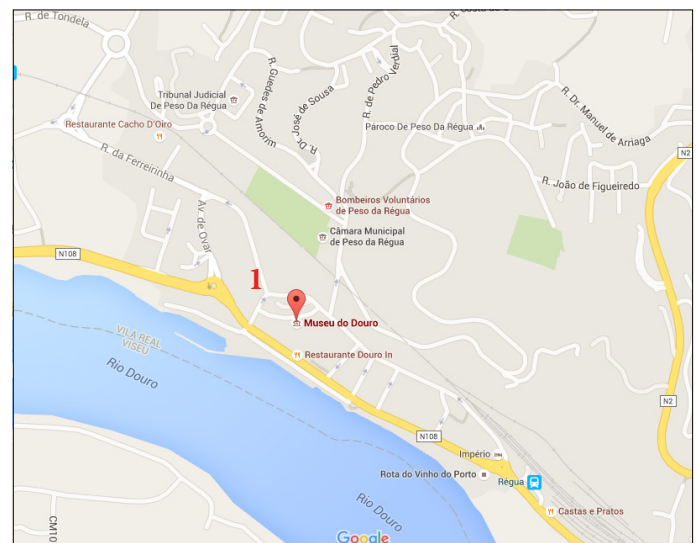 R. de Tondela
R. Guedes de Amorim
R. Dr. José de Sousa
R. de Pedro Verdial
Tribunal Judicial
De Peso Da Régua
Restaurante Cacho D'Oiro
Pároco De Peso Da Régua
R. Dr. Manuel de Arriaga
N2
R. da Ferreirinha
R. João de Figueiredo
Bombeiros Voluntários
de Peso da Régua
Av. de Ovar
Câmara Municipal
de Peso da Régua
N108
1
Museu do Douro
VILA REAL
VISEU
Restaurante Douro In
Rio Douro
N2
N108
Império
Rota do Vinho do Porto
Régua
Rio Douro
Castas e Pratos
CM10
Google